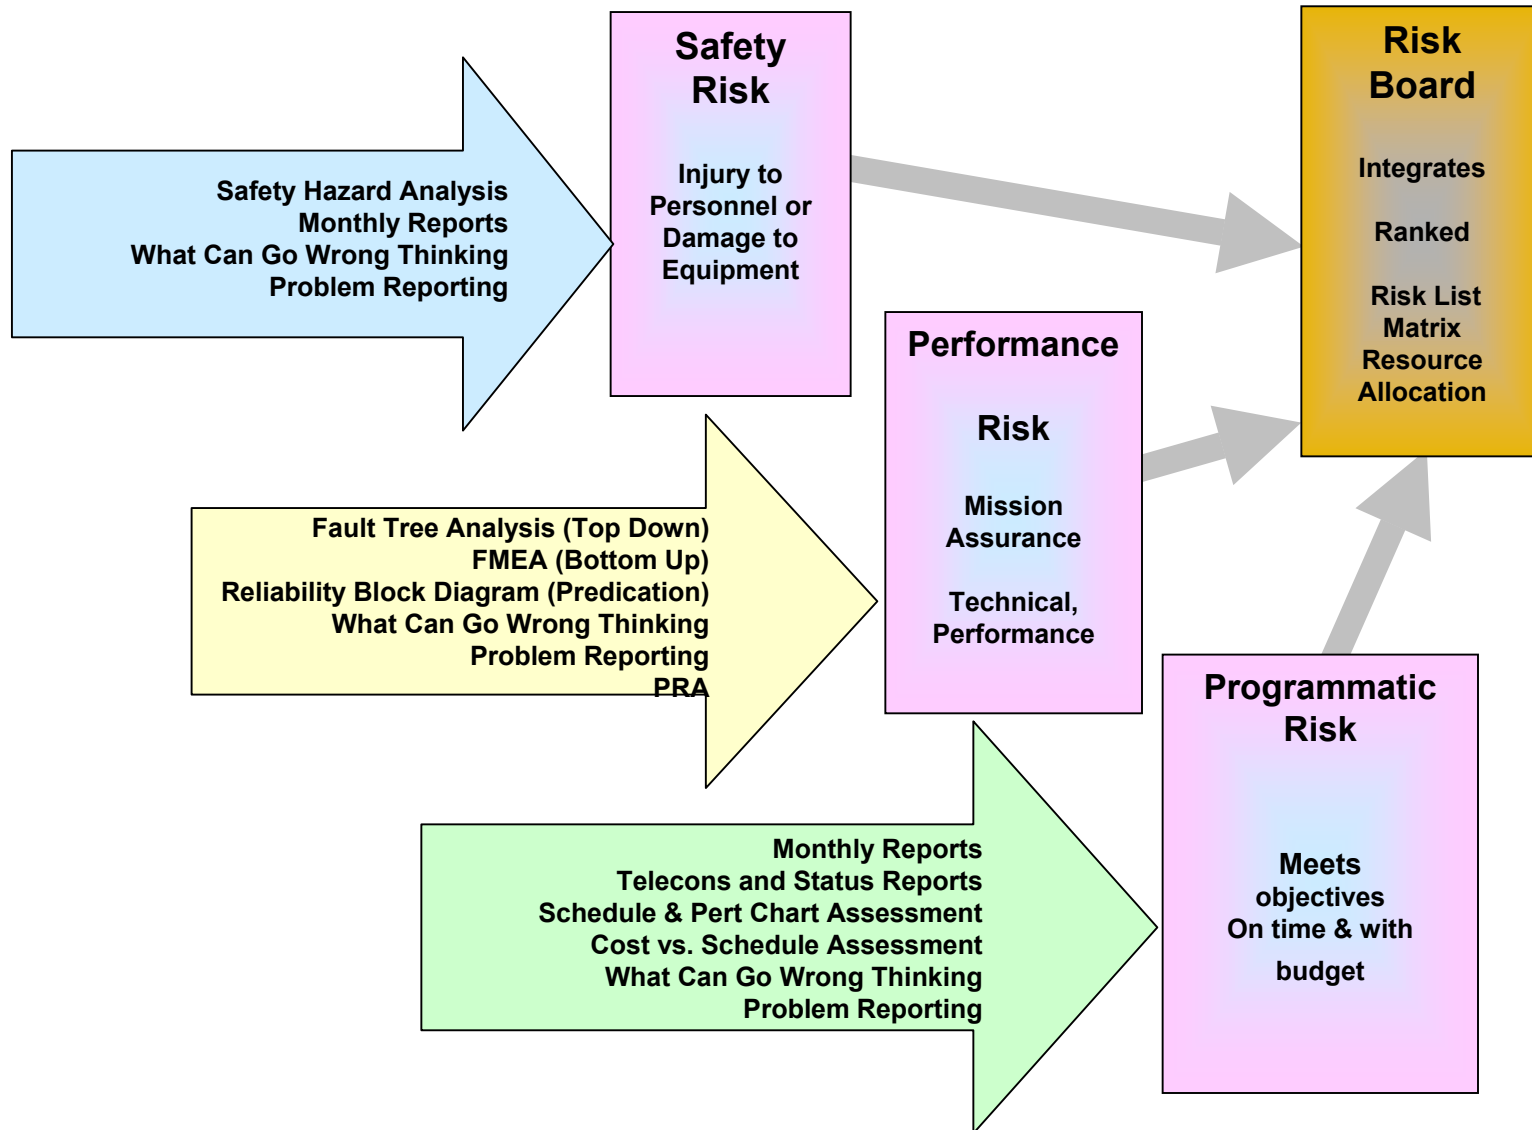 Safety
Risk
Injury to
Personnel or
Damage to
Equipment
Risk
Board
Integrates
Ranked
Risk List
Matrix
Resource
Allocation
Safety Hazard Analysis
Monthly Reports
What Can Go Wrong Thinking
Problem Reporting
Performance
Risk
Mission
Assurance
Technical,
Performance
Fault Tree Analysis (Top Down)
FMEA (Bottom Up)
Reliability Block Diagram (Predication)
What Can Go Wrong Thinking
Problem Reporting
PRA
Programmatic
Risk
Meets
objectives
On time & with
budget
Monthly Reports
Telecons and Status Reports
Schedule & Pert Chart Assessment
Cost vs. Schedule Assessment
What Can Go Wrong Thinking
Problem Reporting